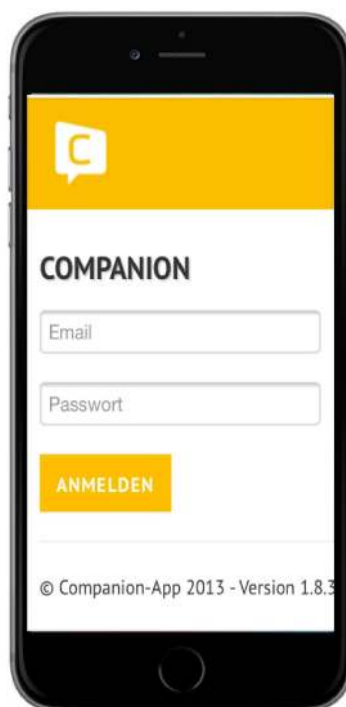 C
COMPANION
Email
Passwort
ANMELDEN
© Companion-App 2013 - Version 1.8.3